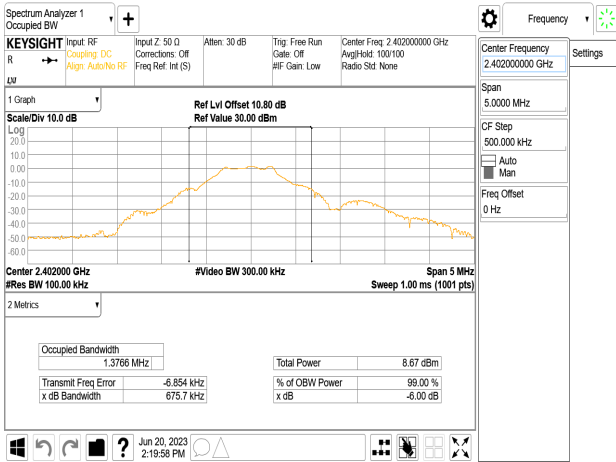 Spectrum Analyzer 1
Occupied BW
Frequency
Settings
KEYSIGHT
R
LXI
Input: RF
Coupling: DC
Align: Auto/No RF
Input Z: 50 Ω
Corrections: Off
Freq Ref: Int (S)
Atten: 30 dB
Trig: Free Run
Gate: Off
#IF Gain: Low
Center Freq: 2.402000000 GHz
Avg|Hold: 100/100
Radio Std: None
Center Frequency
2.402000000 GHz
Span
5.0000 MHz
CF Step
500.000 kHz
Auto
Man
Freq Offset
0 Hz
1 Graph
Scale/Div 10.0 dB
Ref Lvl Offset 10.80 dB
Ref Value 30.00 dBm
Log
20.0
10.0
0.00
-10.0
-20.0
-30.0
-40.0
-50.0
-60.0
Center 2.402000 GHz
#Video BW 300.00 kHz
Span 5 MHz
#Res BW 100.00 kHz
Sweep 1.00 ms (1001 pts)
2 Metrics
Occupied Bandwidth
1.3766 MHz
Total Power 8.67 dBm
Transmit Freq Error -6.854 kHz
% of OBW Power 99.00 %
x dB Bandwidth 675.7 kHz
x dB -6.00 dB
?
Jun 20, 2023
2:19:58 PM